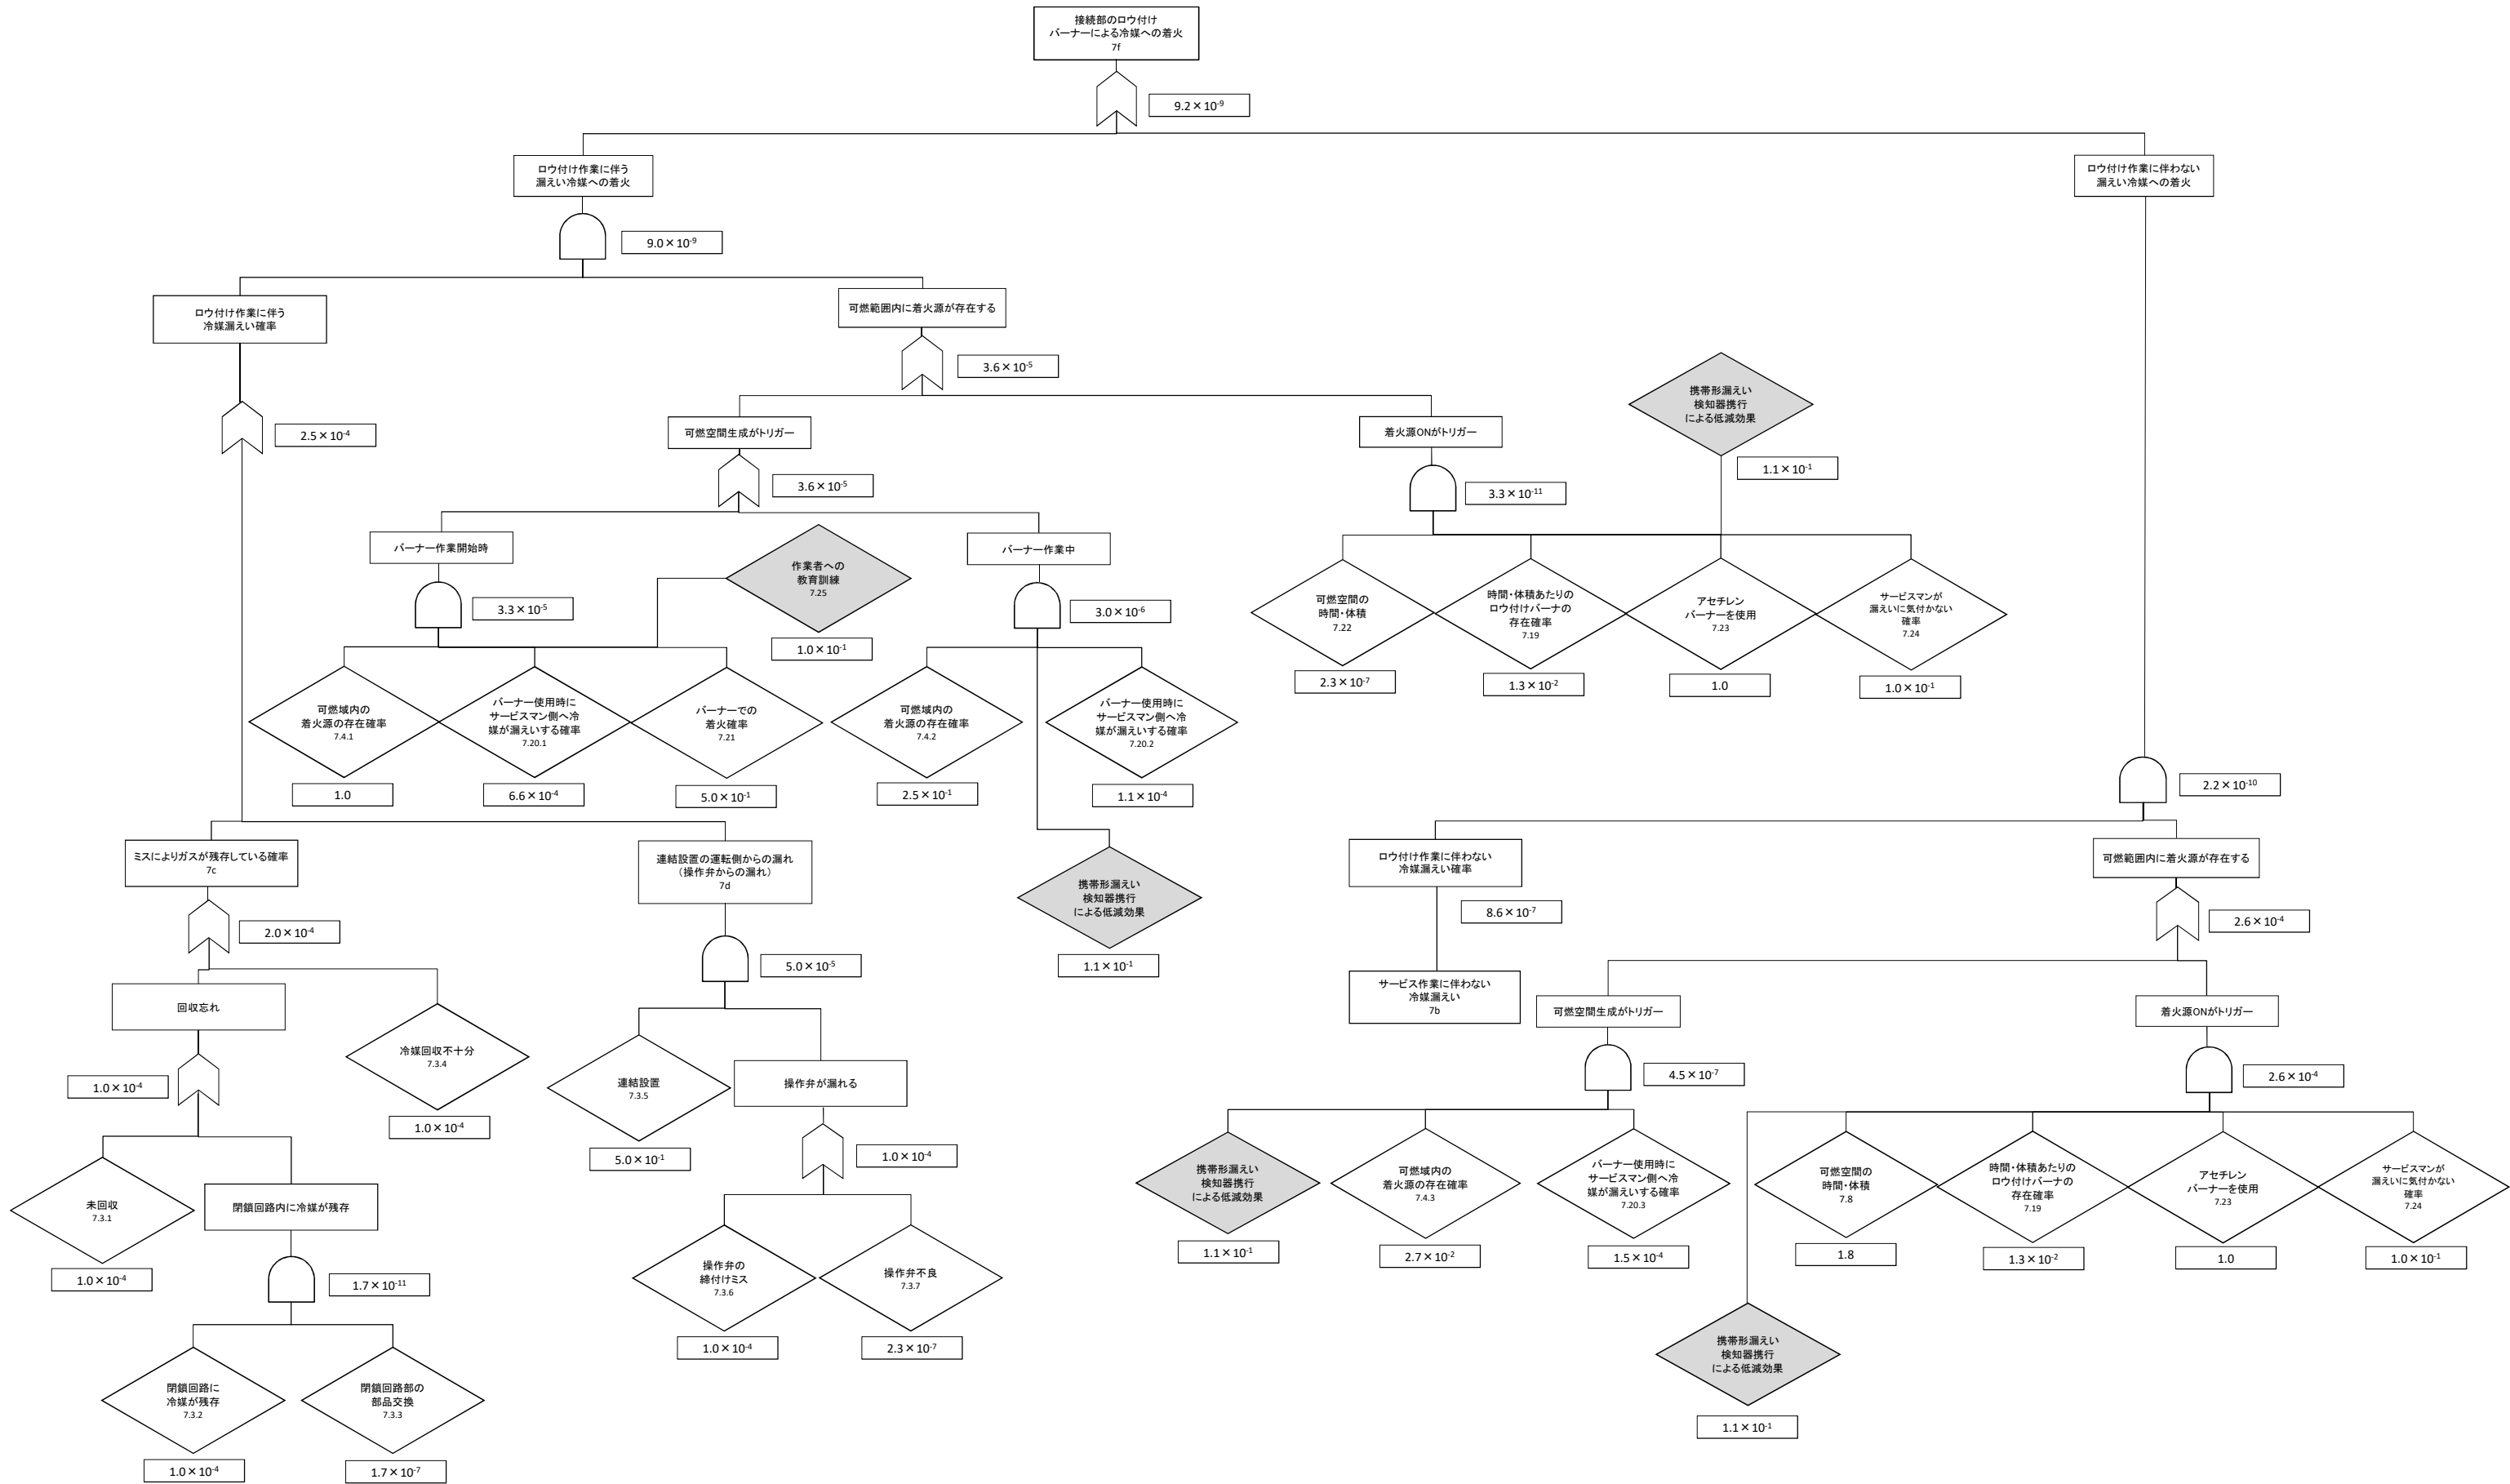 接続部のロウ付け
バーナーによる冷媒への着火
7f
9.2×10⁻⁹
ロウ付け作業に伴う
漏えい冷媒への着火
ロウ付け作業に伴わない
漏えい冷媒への着火
9.0×10⁻⁹
ロウ付け作業に伴う
冷媒漏えい確率
可燃範囲内に着火源が存在する
3.6×10⁻⁵
2.5×10⁻⁴
可燃空間生成がトリガー
着火源ONがトリガー
携帯形漏えい
検知器携行
による低減効果
1.1×10⁻¹
3.6×10⁻⁵
3.3×10⁻¹¹
バーナー作業開始時
作業者への
教育訓練
7.25
1.0×10⁻¹
バーナー作業中
3.3×10⁻⁵
3.0×10⁻⁶
可燃空間の
時間・体積
7.22
2.3×10⁻⁷
時間・体積あたりの
ロウ付けバーナの
存在確率
7.19
1.3×10⁻²
アセチレン
バーナーを使用
7.23
1.0
サービスマンが
漏えいに気付かない
確率
7.24
1.0×10⁻¹
可燃域内の
着火源の存在確率
7.4.1
1.0
バーナー使用時に
サービスマン側へ冷
媒が漏えいする確率
7.20.1
6.6×10⁻⁴
バーナーでの
着火確率
7.21
5.0×10⁻¹
可燃域内の
着火源の存在確率
7.4.2
2.5×10⁻¹
バーナー使用時に
サービスマン側へ冷
媒が漏えいする確率
7.20.2
1.1×10⁻⁴
携帯形漏えい
検知器携行
による低減効果
1.1×10⁻¹
2.2×10⁻¹⁰
ミスによりガスが残存している確率
7c
2.0×10⁻⁴
連結設置の運転側からの漏れ
（操作弁からの漏れ）
7d
5.0×10⁻⁵
ロウ付け作業に伴わない
冷媒漏えい確率
8.6×10⁻⁷
サービス作業に伴わない
冷媒漏えい
7b
可燃範囲内に着火源が存在する
2.6×10⁻⁴
回収忘れ
1.0×10⁻⁴
冷媒回収不十分
7.3.4
1.0×10⁻⁴
連結設置
7.3.5
5.0×10⁻¹
操作弁が漏れる
1.0×10⁻⁴
可燃空間生成がトリガー
4.5×10⁻⁷
着火源ONがトリガー
2.6×10⁻⁴
未回収
7.3.1
1.0×10⁻⁴
閉鎖回路内に冷媒が残存
1.7×10⁻¹¹
操作弁の
締付けミス
7.3.6
1.0×10⁻⁴
操作弁不良
7.3.7
2.3×10⁻⁷
携帯形漏えい
検知器携行
による低減効果
1.1×10⁻¹
可燃域内の
着火源の存在確率
7.4.3
2.7×10⁻²
バーナー使用時に
サービスマン側へ冷
媒が漏えいする確率
7.20.3
1.5×10⁻⁴
可燃空間の
時間・体積
7.8
1.8
時間・体積あたりの
ロウ付けバーナーの
存在確率
7.19
1.3×10⁻²
アセチレン
バーナーを使用
7.23
1.0
サービスマンが
漏えいに気付かない
確率
7.24
1.0×10⁻¹
携帯形漏えい
検知器携行
による低減効果
1.1×10⁻¹
閉鎖回路に
冷媒が残存
7.3.2
1.0×10⁻⁴
閉鎖回路部の
部品交換
7.3.3
1.7×10⁻⁷